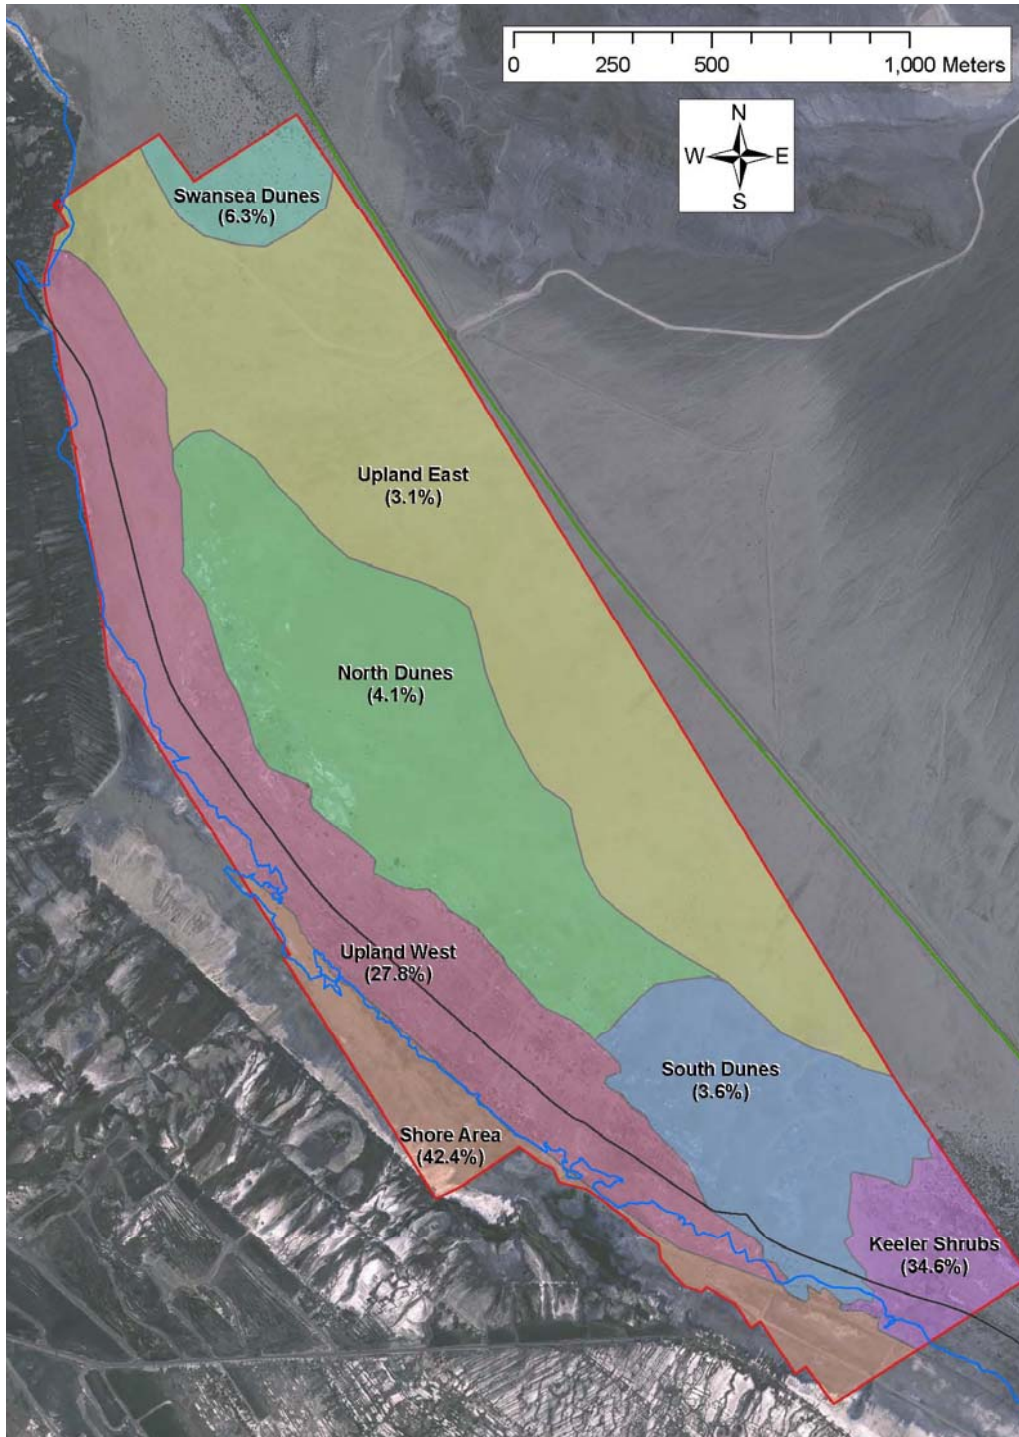 0 250 500 1,000 Meters
N
W E
S
Swansea Dunes
(6.3%)
Upland East
(3.1%)
North Dunes
(4.1%)
Upland West
(27.8%)
South Dunes
(3.6%)
Shore Area
(42.4%)
Keeler Shrubs
(34.6%)